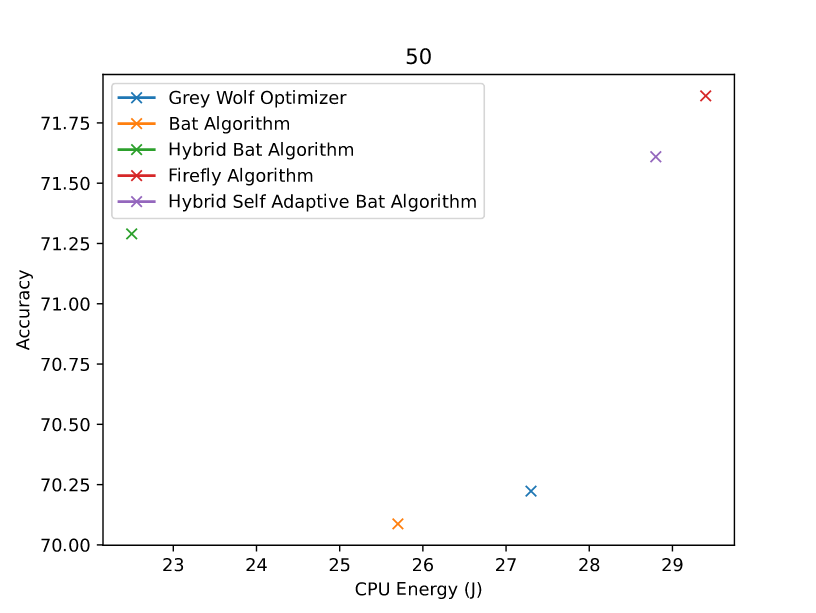 50
Grey Wolf Optimizer
Bat Algorithm
Hybrid Bat Algorithm
Firefly Algorithm
Hybrid Self Adaptive Bat Algorithm
71.75
71.50
71.25
71.00
70.75
70.50
70.25
70.00
Accuracy
23 24 25 26 27 28 29
CPU Energy (J)